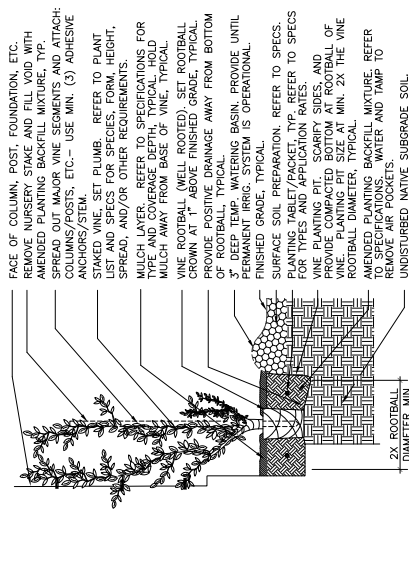 FACE OF COLUMN, POST, FOUNDATION, ETC.
REMOVE NURSERY STAKE AND FILL VOID WITH
AMENDED PLANTING BACKFILL MIXTURE, TYP.
SPREAD OUT MAJOR VINE SEGMENTS AND ATTACH:
COLUMNS/POSTS, ETC.- USE MIN. (3) ADHESIVE
ANCHORS/STEM.
STAKED VINE, SET PLUMB. REFER TO PLANT
LIST AND SPECS FOR SPECIES, FORM, HEIGHT,
SPREAD, AND/OR OTHER REQUIREMENTS.
MULCH LAYER. REFER TO SPECIFICATIONS FOR
TYPE AND COVERAGE DEPTH, TYPICAL. HOLD
MULCH AWAY FROM BASE OF VINE, TYPICAL.
VINE ROOTBALL (WELL ROOTED). SET ROOTBALL
CROWN AT 1" ABOVE FINISHED GRADE, TYPICAL.
PROVIDE POSITIVE DRAINAGE AWAY FROM BOTTOM
OF ROOTBALL, TYPICAL.
3" DEEP TEMP. WATERING BASIN. PROVIDE UNTIL
PERMANENT IRRIG. SYSTEM IS OPERATIONAL.
FINISHED GRADE, TYPICAL.
SURFACE SOIL PREPARATION. REFER TO SPECS.
PLANTING TABLET/PACKET, TYP. REFER TO SPECS
FOR TYPES AND APPLICATION RATES.
VINE PLANTING PIT. SCARIFY SIDES, AND
PROVIDE COMPACTED BOTTOM AT ROOTBALL OF
VINE. PLANTING PIT SIZE AT MIN. 2X THE VINE
ROOTBALL DIAMETER, TYPICAL.
AMENDED PLANTING BACKFILL MIXTURE. REFER
TO SPECIFICATIONS. WATER AND TAMP TO
REMOVE AIR POCKETS.
UNDISTURBED NATIVE SUBGRADE SOIL.
2X ROOTBALL
DIAMETER MIN.